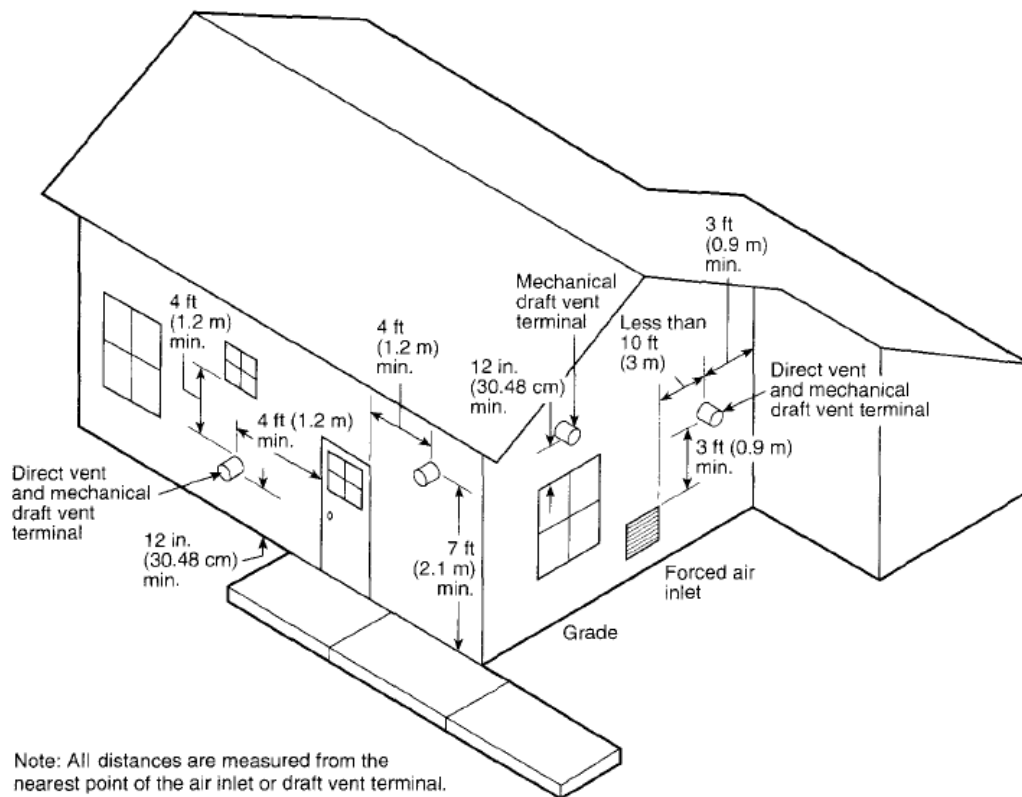 3 ft
(0.9 m)
min.
Mechanical
draft vent
terminal
4 ft
(1.2 m)
min.
4 ft
(1.2 m)
min.
Less than
10 ft
(3 m)
12 in.
(30.48 cm)
min.
Direct vent
and mechanical
draft vent terminal
4 ft (1.2 m)
min.
3 ft (0.9 m)
min.
Direct vent
and mechanical
draft vent
terminal
12 in.
(30.48 cm)
min.
7 ft
(2.1 m)
min.
Forced air
inlet
Grade
Note: All distances are measured from the
nearest point of the air inlet or draft vent terminal.